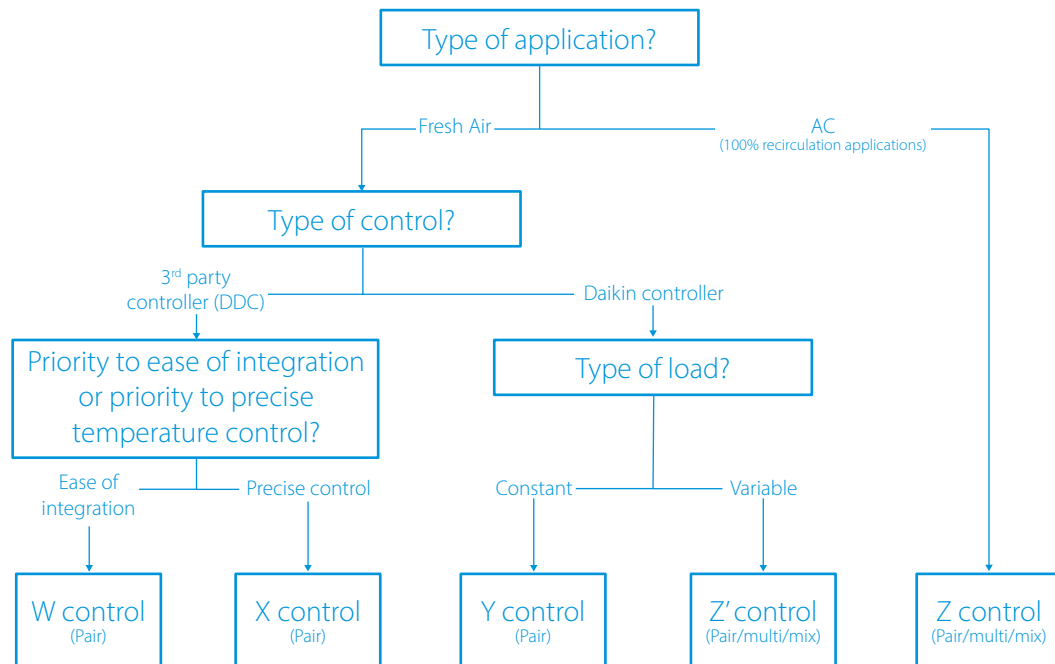 Type of application?
Fresh Air
AC
(100% recirculation applications)
Type of control?
3rd party
controller (DDC)
Daikin controller
Priority to ease of integration
or priority to precise
temperature control?
Type of load?
Ease of
integration
Precise control
Constant
Variable
W control
(Pair)
X control
(Pair)
Y control
(Pair)
Z’ control
(Pair/multi/mix)
Z control
(Pair/multi/mix)